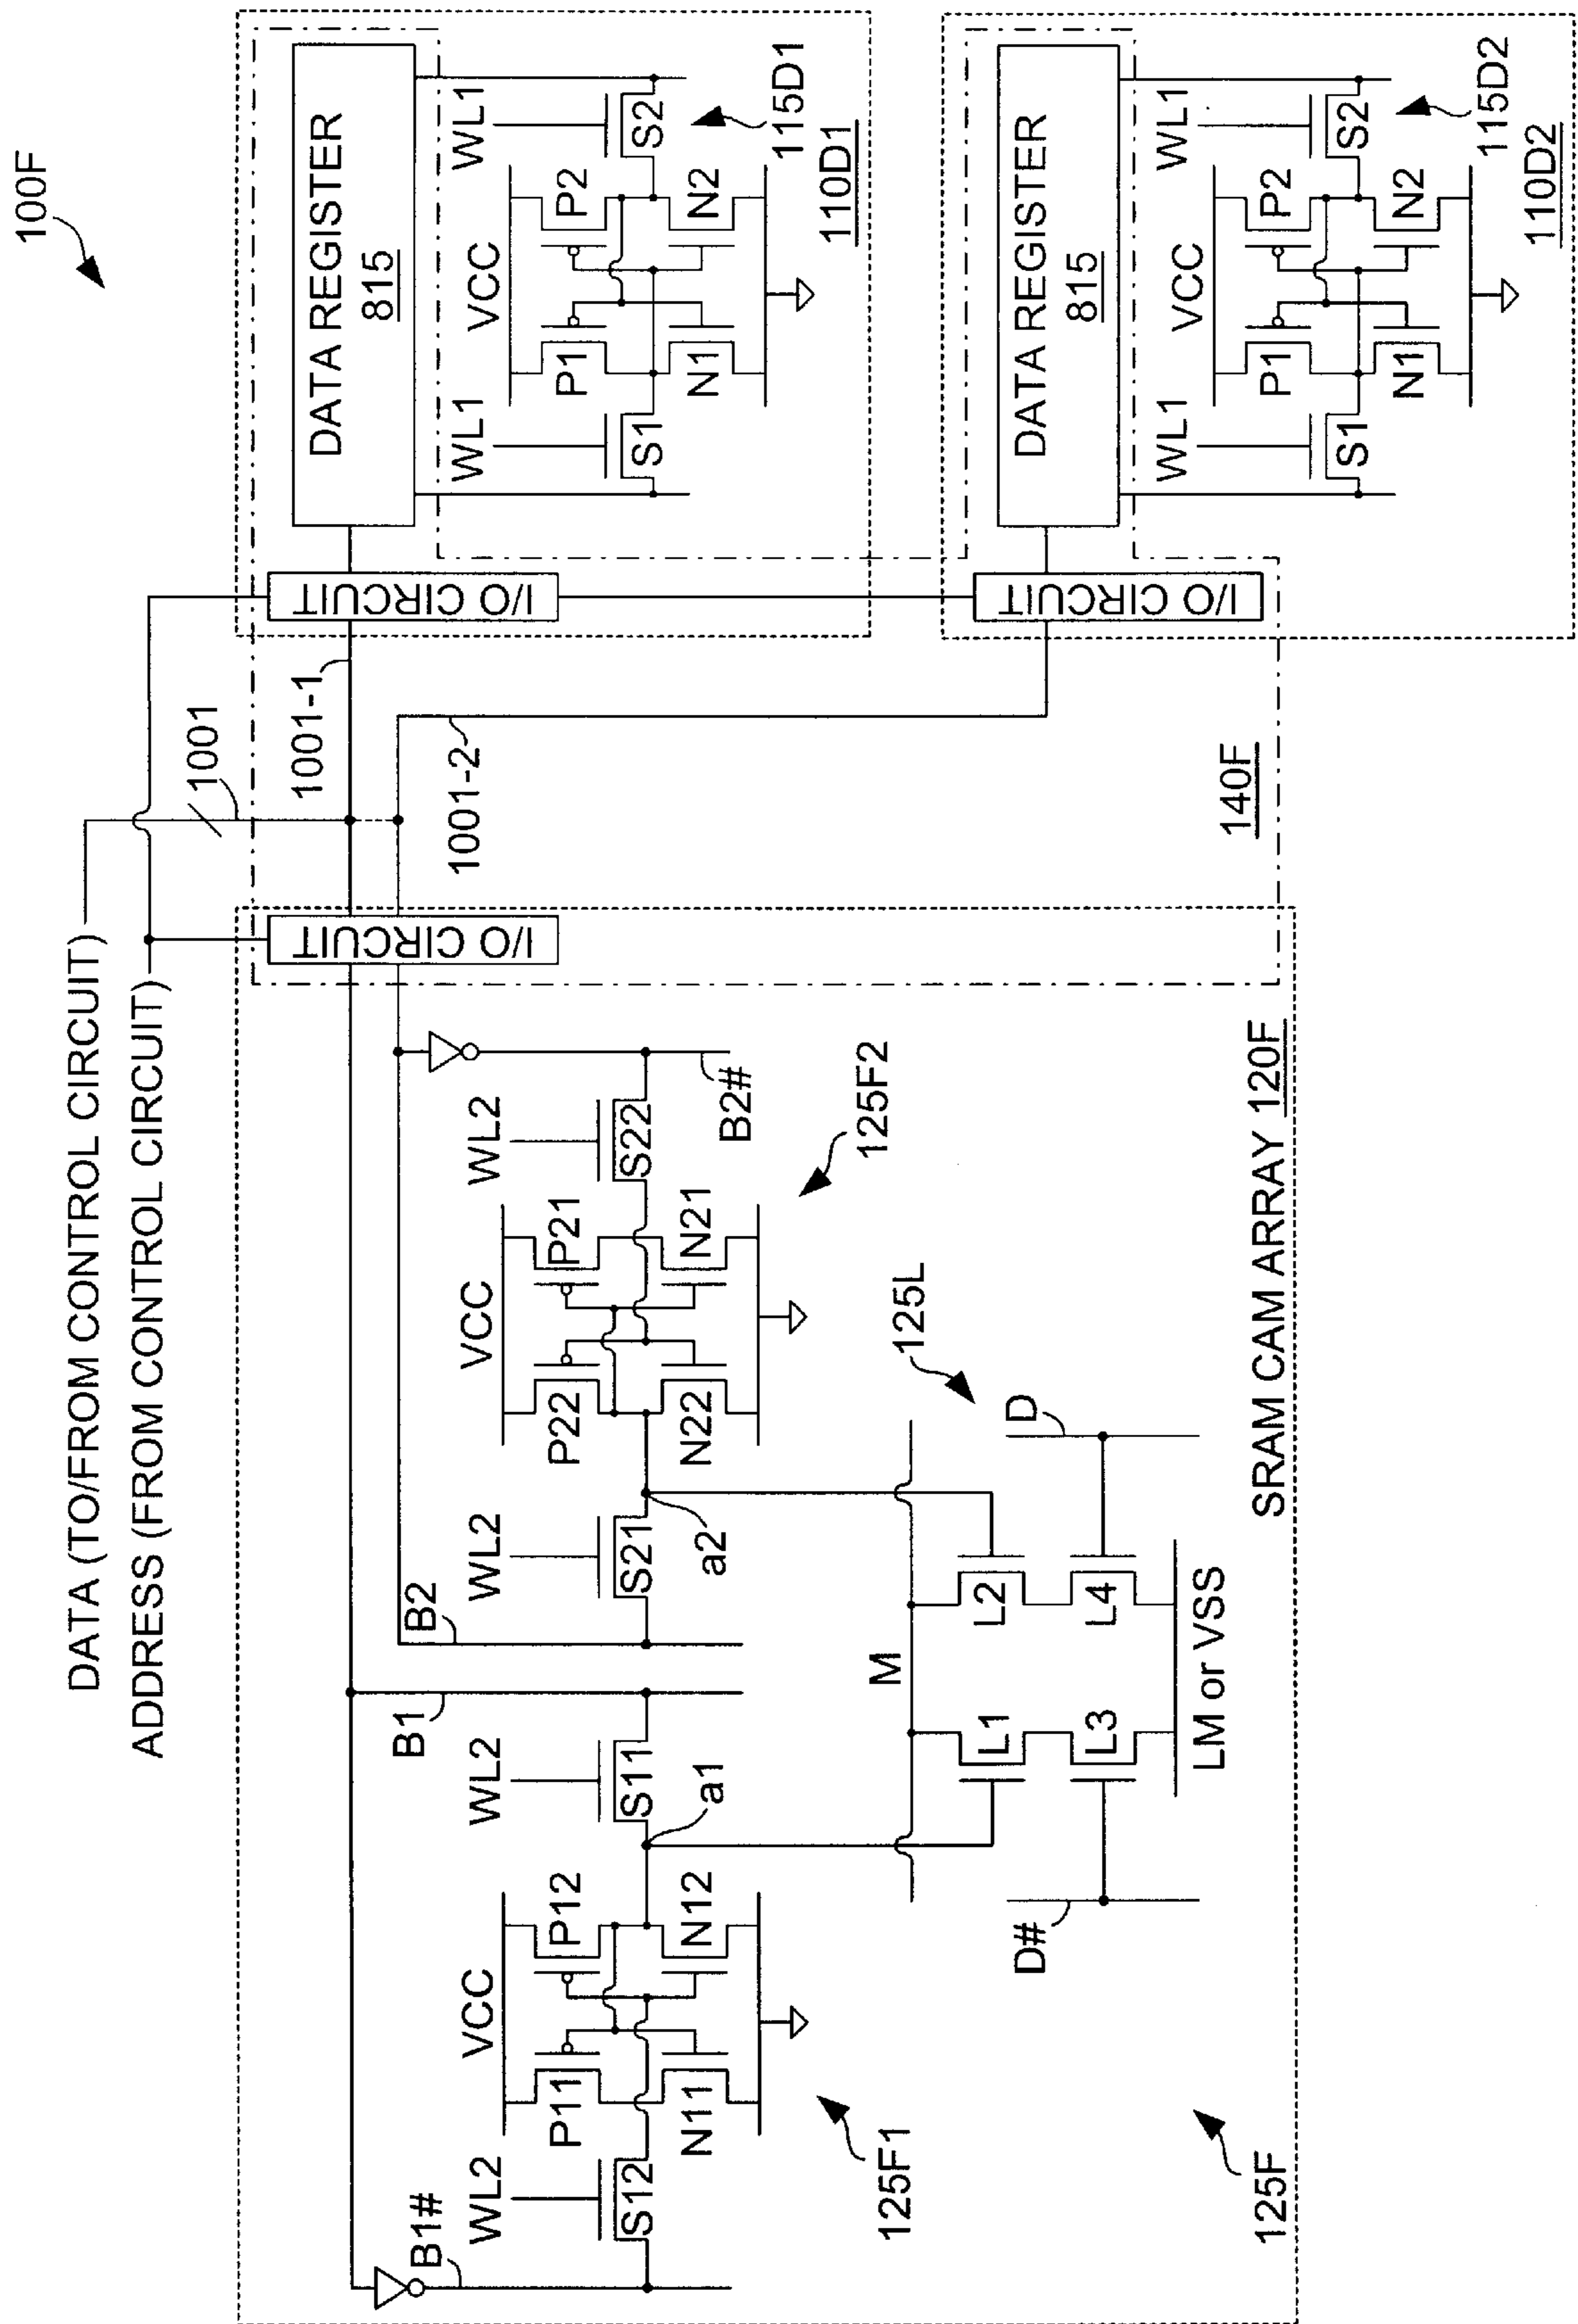 100F
DATA (TO/FROM CONTROL CIRCUIT)
ADDRESS (FROM CONTROL CIRCUIT)
1001
1001-1
1001-2
140F
I/O CIRCUIT
I/O CIRCUIT
I/O CIRCUIT
DATA REGISTER
815
WL1
S1
VCC
P1
P2
N1
N2
WL1
S2
115D1
110D1
DATA REGISTER
815
WL1
S1
VCC
P1
P2
N1
N2
WL1
S2
115D2
110D2
B1#
WL2
S12
VCC
P11
P12
N11
N12
125F1
WL2
S11
B1
a1
B2
WL2
S21
a2
VCC
P22
P21
N22
N21
WL2
S22
B2#
125F2
M
125L
L1
L2
L3
L4
D#
D
LM or VSS
125F
SRAM CAM ARRAY 120F